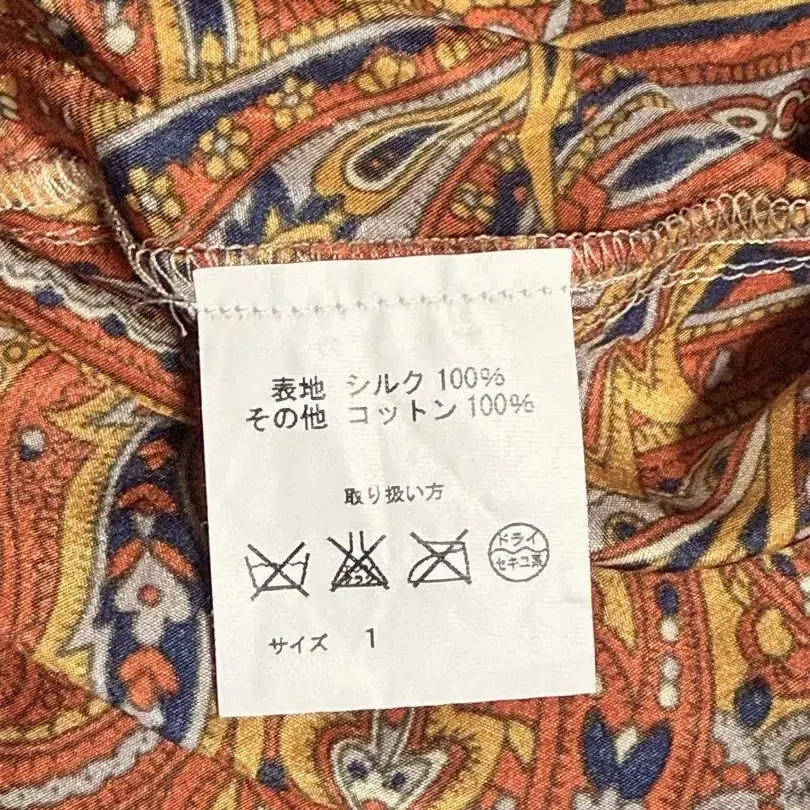 表地 シルク 100%
その他 コットン 100%
取り扱い方
ドライ
セキユ系
サイズ 1